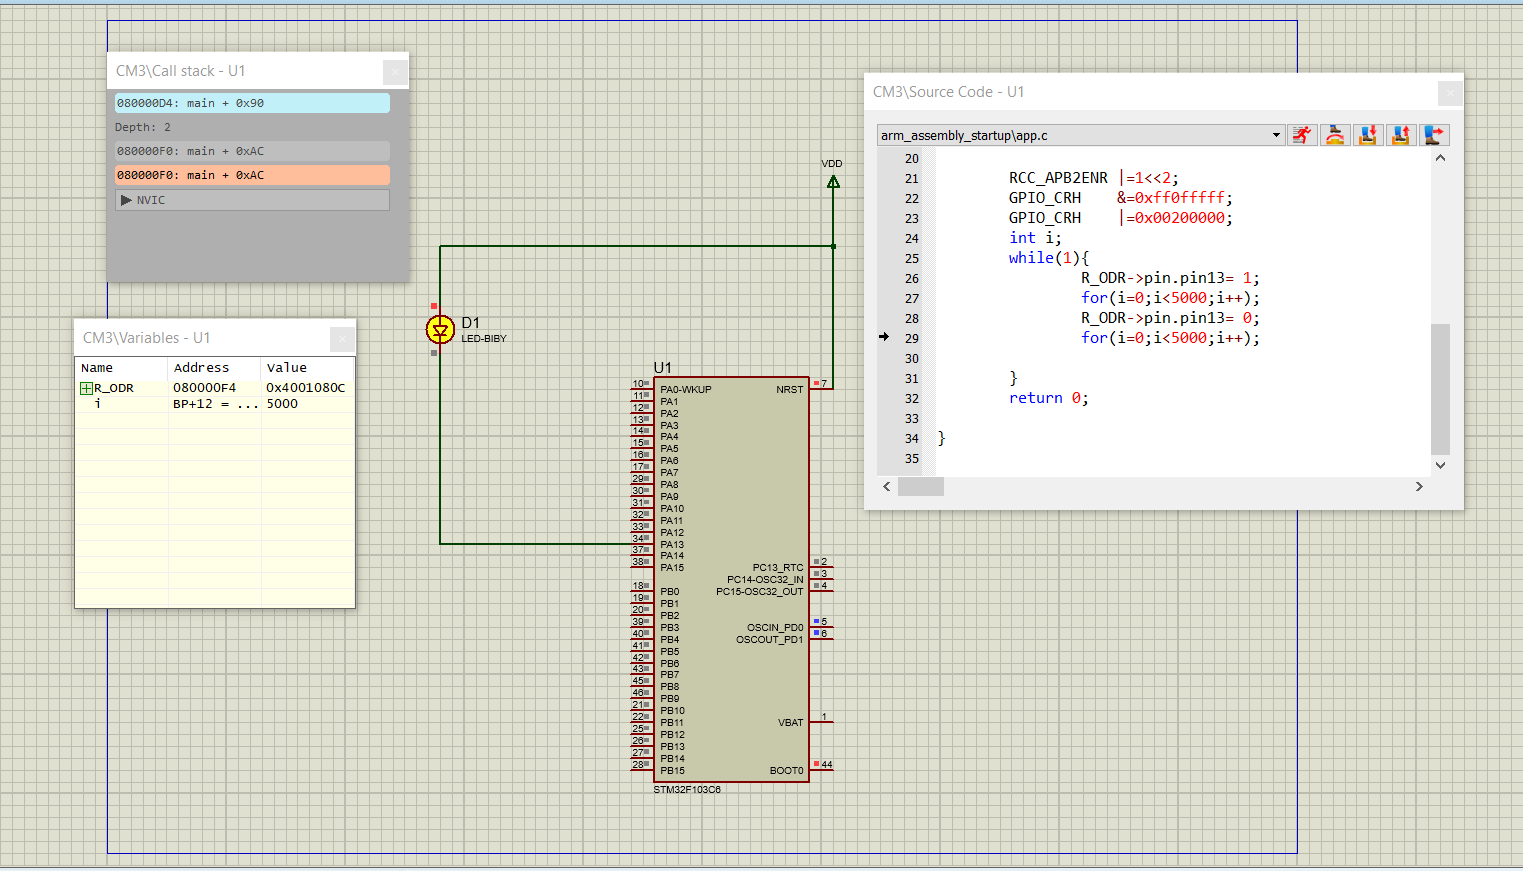 CM3\Call stack - U1
080000D4: main + 0x90
Depth: 2
080000F0: main + 0xAC
080000F0: main + 0xAC
NVIC
CM3\Variables - U1
Name Address Value
R_ODR 080000F4 0x4001080C
i BP+12 = ... 5000
CM3\Source Code - U1
arm_assembly_startup\app.c
20
21 RCC_APB2ENR |=1<<2;
22 GPIO_CRH &=0xff0fffff;
23 GPIO_CRH |=0x00200000;
24 int i;
25 while(1){
26 R_ODR->pin.pin13= 1;
27 for(i=0;i<5000;i++);
28 R_ODR->pin.pin13= 0;
29 for(i=0;i<5000;i++);
30
31 }
32 return 0;
33
34 }
35
VDD
D1
LED-BIBY
U1
10 PA0-WKUP NRST 7
11 PA1
12 PA2
13 PA3
14 PA4
15 PA5
16 PA6
17 PA7
29 PA8
30 PA9
31 PA10
32 PA11
33 PA12
34 PA13
37 PA14
38 PA15
PC13_RTC 2
PC14-OSC32_IN 3
PC15-OSC32_OUT 4
18 PB0
19 PB1
20 PB2
39 PB3
40 PB4
41 PB5
42 PB6
43 PB7
45 PB8
46 PB9
21 PB10
22 PB11
25 PB12
26 PB13
27 PB14
28 PB15
OSCIN_PD0 5
OSCOUT_PD1 6
VBAT 1
BOOT0 44
STM32F103C6